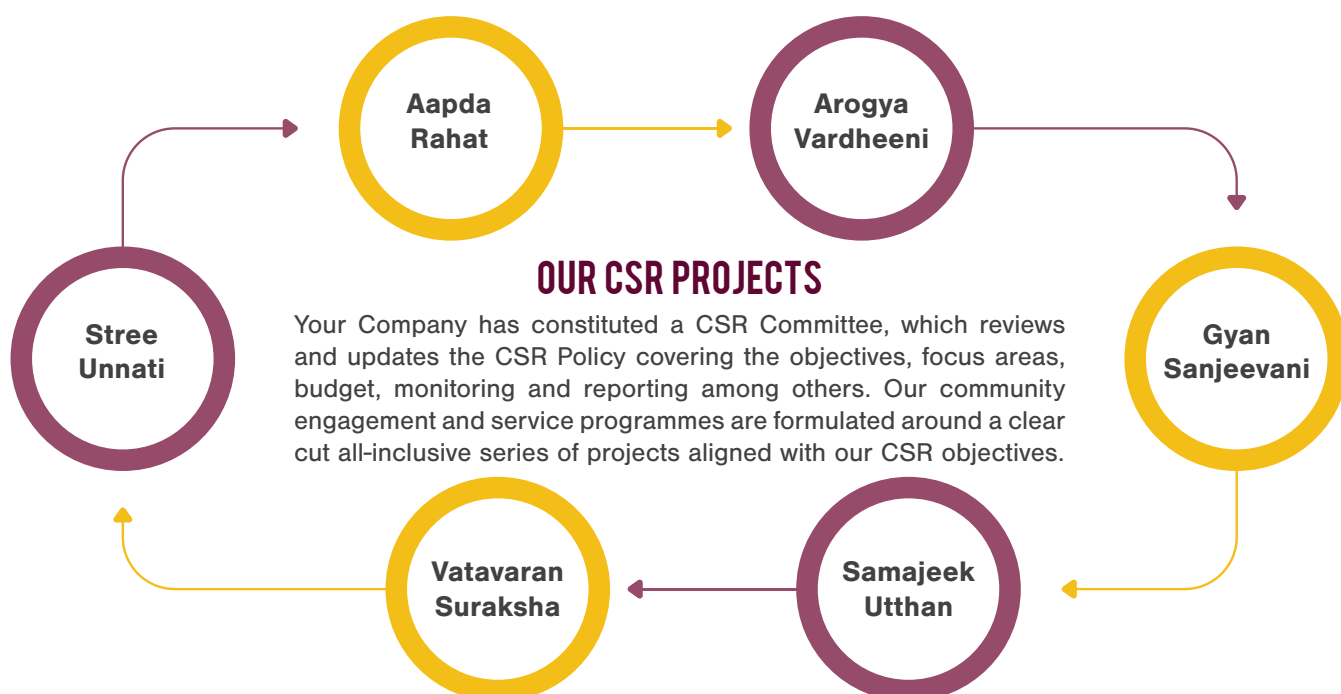 Aapda
Rahat
Arogya
Vardheeni
OUR CSR PROJECTS
Your Company has constituted a CSR Committee, which reviews
and updates the CSR Policy covering the objectives, focus areas,
budget, monitoring and reporting among others. Our community
engagement and service programmes are formulated around a clear
cut all-inclusive series of projects aligned with our CSR objectives.
Stree
Unnati
Gyan
Sanjeevani
Vatavaran
Suraksha
Samajeek
Utthan